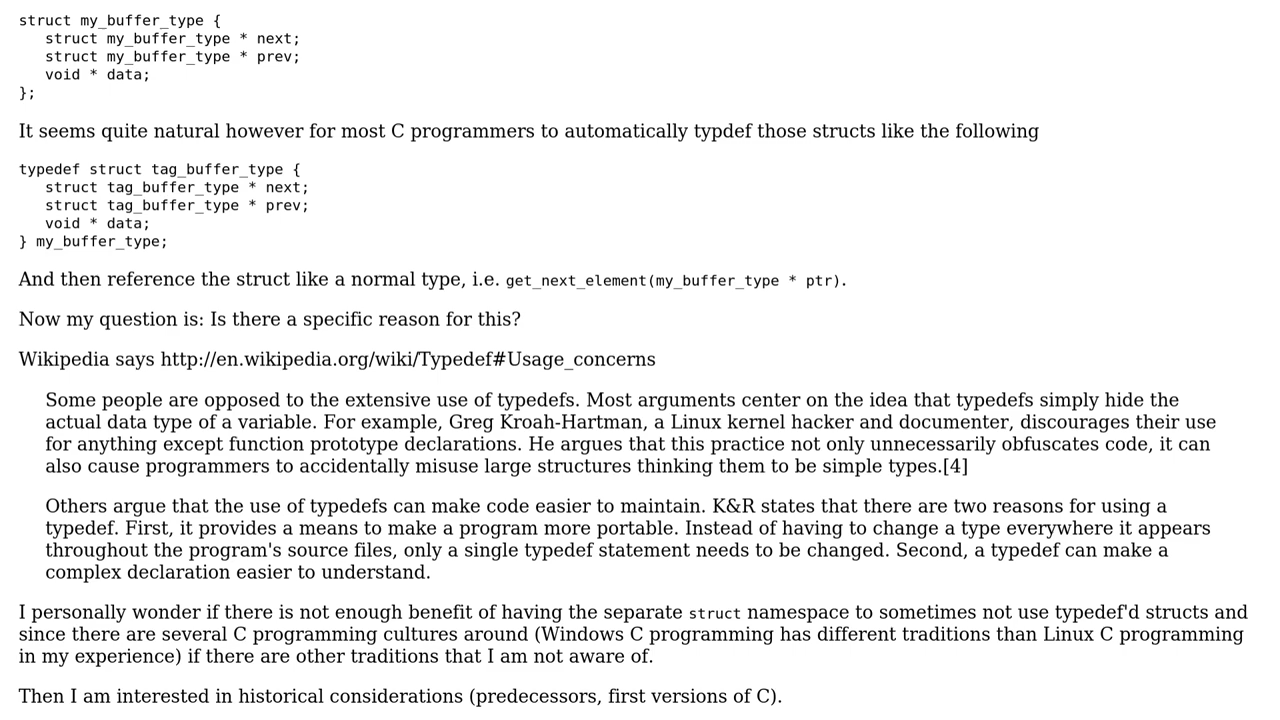 struct my_buffer_type {
   struct my_buffer_type * next;
   struct my_buffer_type * prev;
   void * data;
};
It seems quite natural however for most C programmers to automatically typdef those structs like the following
typedef struct tag_buffer_type {
   struct tag_buffer_type * next;
   struct tag_buffer_type * prev;
   void * data;
} my_buffer_type;
And then reference the struct like a normal type, i.e. get_next_element(my_buffer_type * ptr).
Now my question is: Is there a specific reason for this?
Wikipedia says http://en.wikipedia.org/wiki/Typedef#Usage_concerns
Some people are opposed to the extensive use of typedefs. Most arguments center on the idea that typedefs simply hide the
actual data type of a variable. For example, Greg Kroah-Hartman, a Linux kernel hacker and documenter, discourages their use
for anything except function prototype declarations. He argues that this practice not only unnecessarily obfuscates code, it can
also cause programmers to accidentally misuse large structures thinking them to be simple types.[4]
Others argue that the use of typedefs can make code easier to maintain. K&R states that there are two reasons for using a
typedef. First, it provides a means to make a program more portable. Instead of having to change a type everywhere it appears
throughout the program's source files, only a single typedef statement needs to be changed. Second, a typedef can make a
complex declaration easier to understand.
I personally wonder if there is not enough benefit of having the separate struct namespace to sometimes not use typedef'd structs and
since there are several C programming cultures around (Windows C programming has different traditions than Linux C programming
in my experience) if there are other traditions that I am not aware of.
Then I am interested in historical considerations (predecessors, first versions of C).